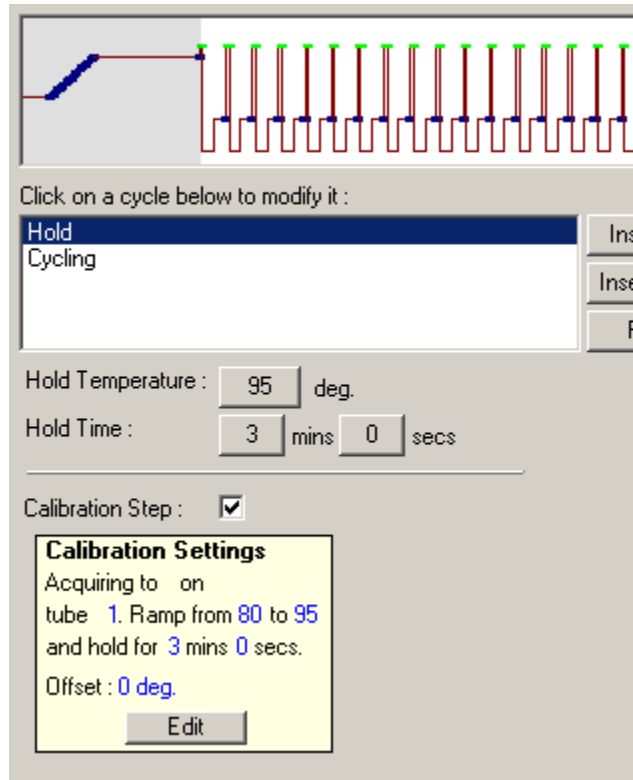 Click on a cycle below to modify it :
Hold
Cycling
Ins
Inse
Hold Temperature : 95 deg.
Hold Time : 3 mins 0 secs
Calibration Step :
Calibration Settings
Acquiring to on
tube 1. Ramp from 80 to 95
and hold for 3 mins 0 secs.
Offset : 0 deg.
Edit